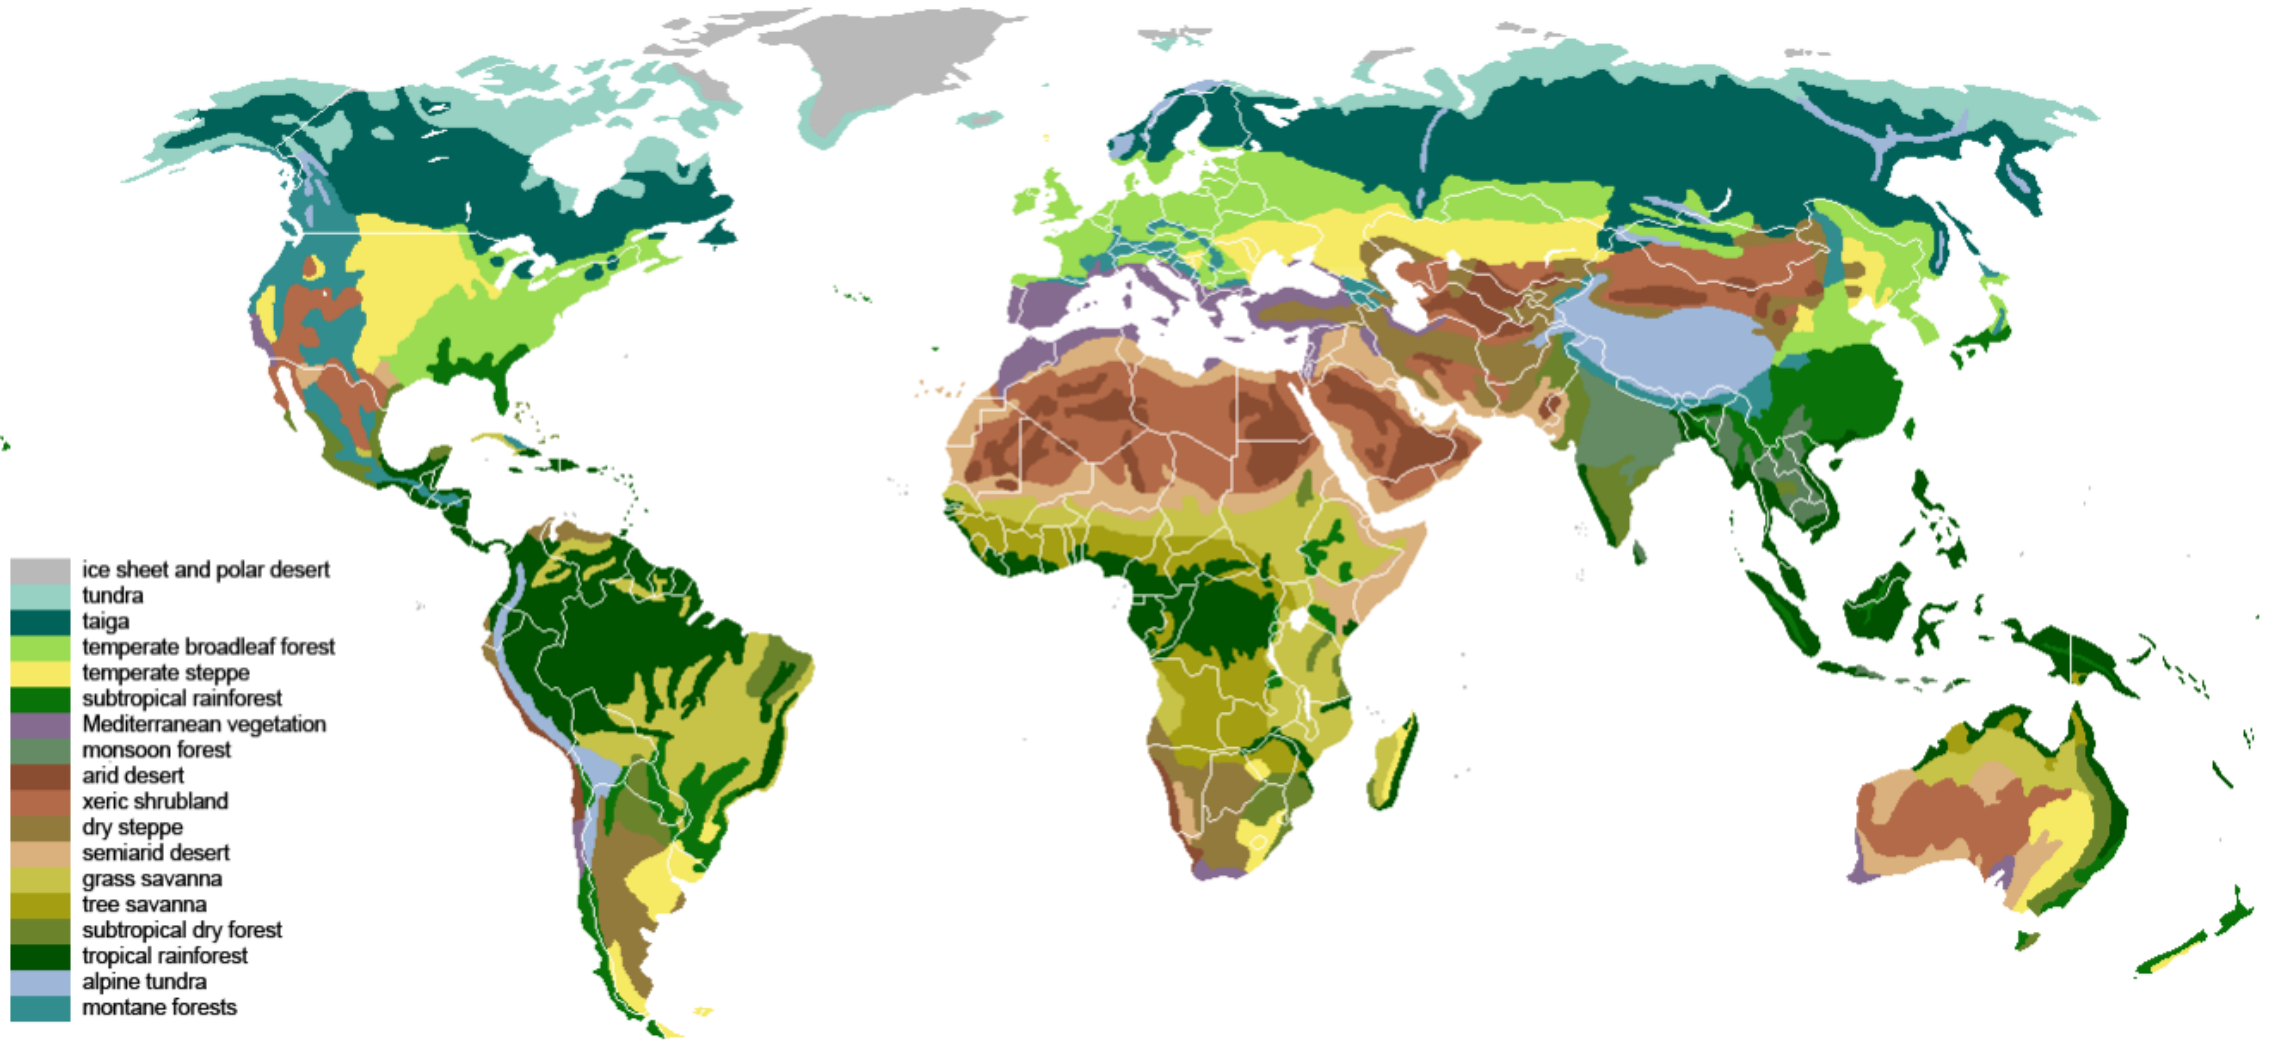 ice sheet and polar desert
tundra
taiga
temperate broadleaf forest
temperate steppe
subtropical rainforest
Mediterranean vegetation
monsoon forest
arid desert
xeric shrubland
dry steppe
semiarid desert
grass savanna
tree savanna
subtropical dry forest
tropical rainforest
alpine tundra
montane forests